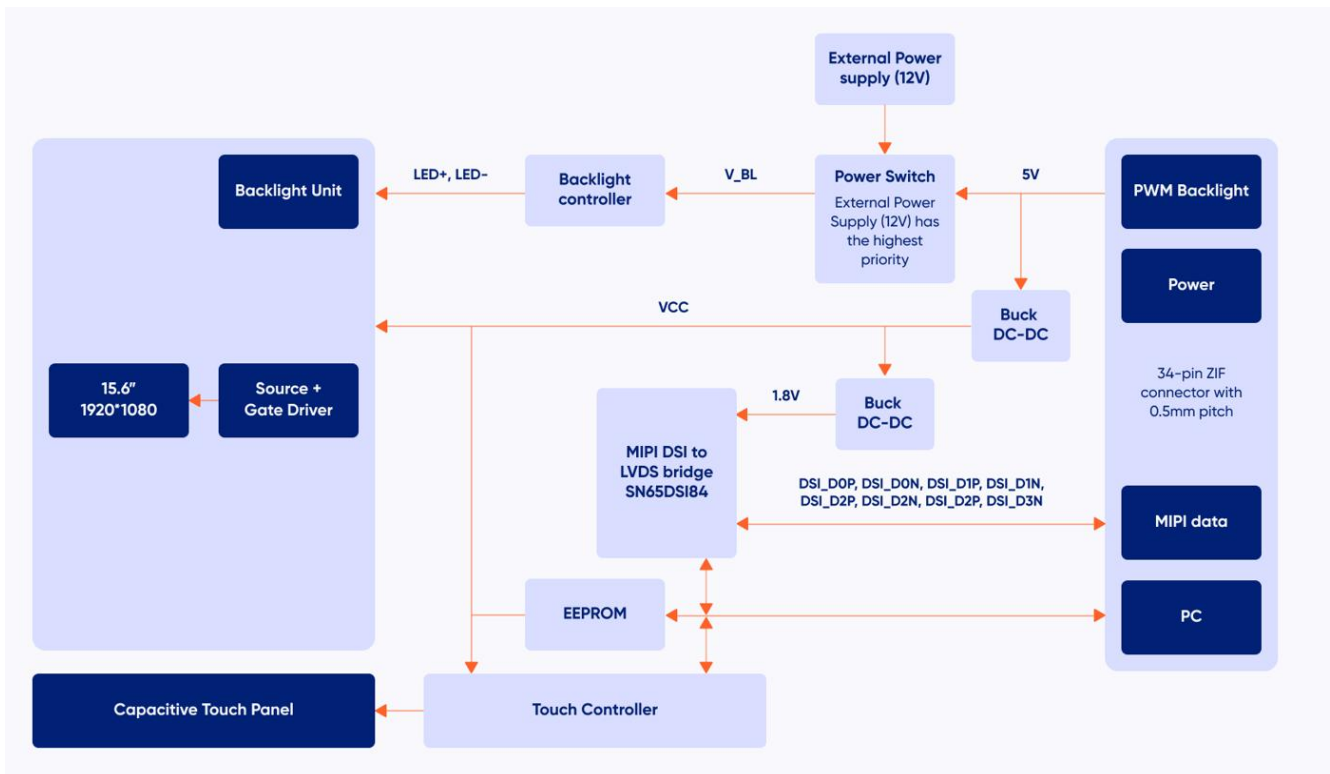 External Power
supply (12V)
Backlight Unit
LED+, LED-
Backlight
controller
V_BL
Power Switch
External Power
Supply (12V) has
the highest
priority
5V
PWM Backlight
Power
VCC
Buck
DC-DC
15.6”
1920*1080
Source +
Gate Driver
34-pin ZIF
connector with
0.5mm pitch
1.8V
Buck
DC-DC
MIPI DSI to
LVDS bridge
SN65DSI84
DSI_D0P, DSI_D0N, DSI_D1P, DSI_D1N,
DSI_D2P, DSI_D2N, DSI_D2P, DSI_D3N
MIPI data
EEPROM
PC
Capacitive Touch Panel
Touch Controller